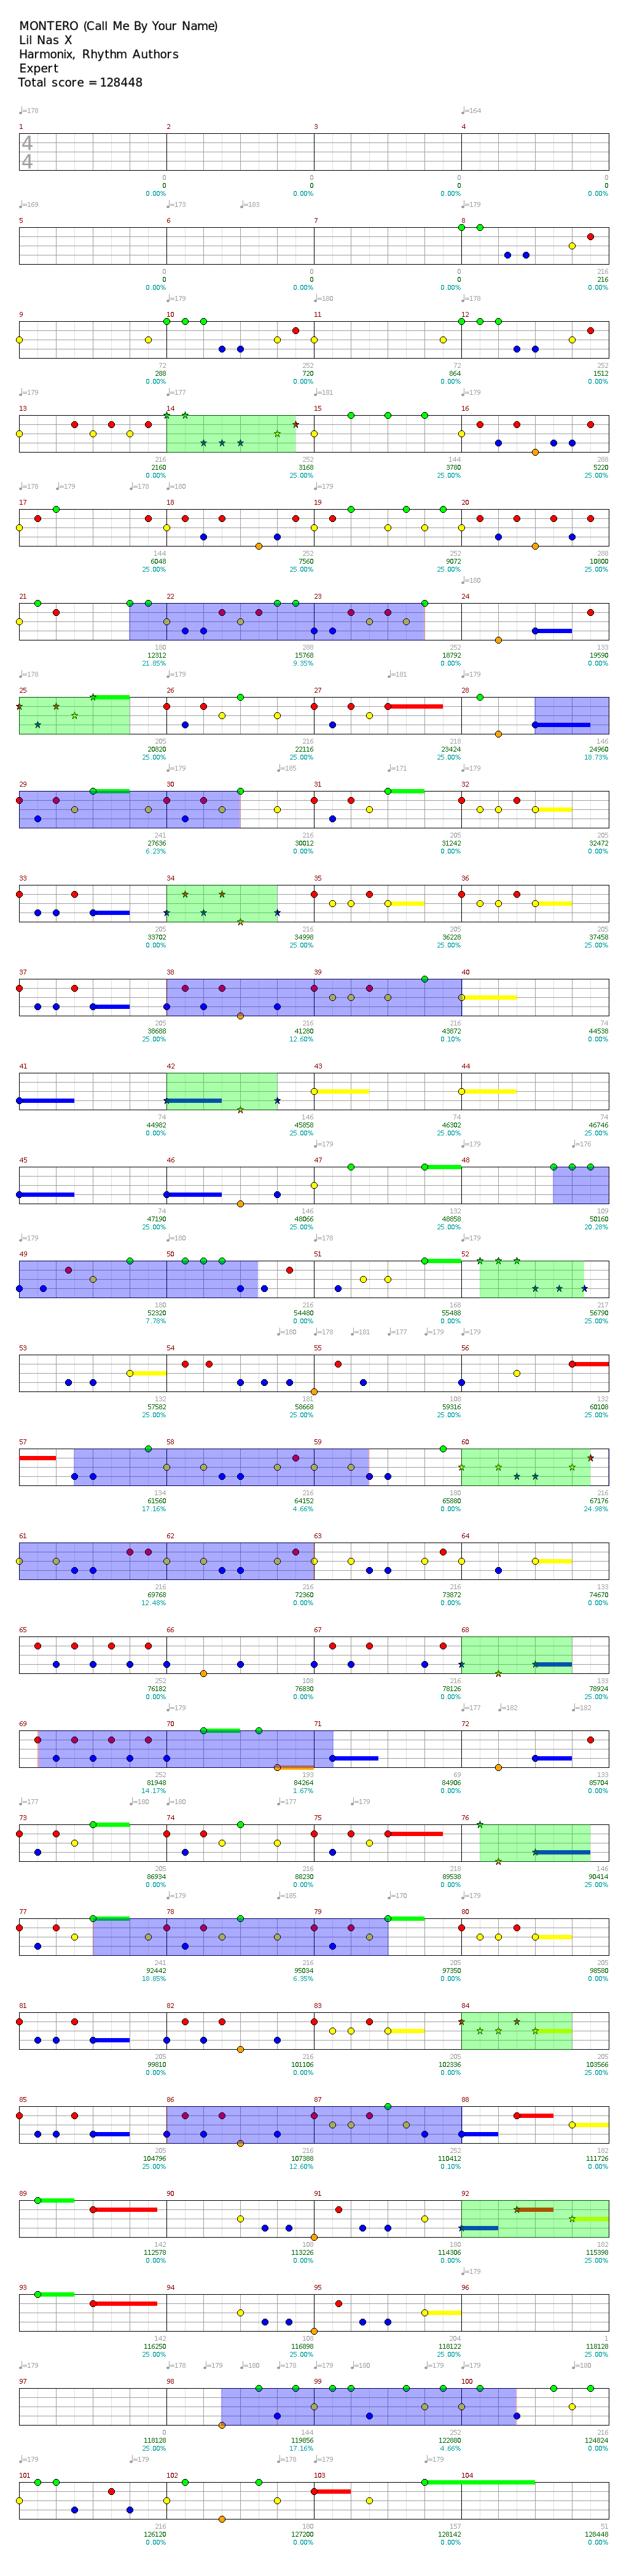 MONTERO (Call Me By Your Name)
Lil Nas X
Harmonix, Rhythm Authors
Expert
Total score = 128448
♩=178 ♩=164
1 2 3 4
4
4
0 0 0 0
0 0 0 0
0.00% 0.00% 0.00% 0.00%
♩=169 ♩=173 ♩=183 ♩=179
5 6 7 8
0 0 0 216
0 0 0 216
0.00% 0.00% 0.00% 0.00%
♩=179 ♩=180 ♩=178
9 10 11 12
72 252 72 252
288 720 864 1512
0.00% 0.00% 0.00% 0.00%
♩=179 ♩=177 ♩=181 ♩=179
13 14 15 16
216 252 144 288
2160 3168 3780 5220
0.00% 25.00% 25.00% 25.00%
♩=178 ♩=179 ♩=178 ♩=180 ♩=179
17 18 19 20
144 252 252 288
6048 7560 9072 10800
25.00% 25.00% 25.00% 25.00%
♩=180
21 22 23 24
180 288 252 133
12312 15768 18792 19590
21.85% 9.35% 0.00% 0.00%
♩=178 ♩=179 ♩=181 ♩=179
25 26 27 28
205 216 218 146
20820 22116 23424 24960
25.00% 25.00% 25.00% 18.73%
♩=179 ♩=185 ♩=171 ♩=179
29 30 31 32
241 216 205 205
27636 30012 31242 32472
6.23% 0.00% 0.00% 0.00%
33 34 35 36
205 216 205 205
33702 34998 36228 37458
0.00% 25.00% 25.00% 25.00%
37 38 39 40
205 216 216 74
38688 41280 43872 44538
25.00% 12.60% 0.10% 0.00%
41 42 43 44
74 146 74 74
44982 45858 46302 46746
0.00% 25.00% 25.00% 25.00%
♩=179 ♩=179 ♩=176
45 46 47 48
74 146 132 109
47190 48066 48858 50160
25.00% 25.00% 25.00% 20.28%
♩=179 ♩=180 ♩=178 ♩=179
49 50 51 52
180 216 168 217
52320 54480 55488 56790
7.78% 0.00% 0.00% 25.00%
♩=180 ♩=178 ♩=181 ♩=177 ♩=179 ♩=179
53 54 55 56
132 181 108 132
57582 58668 59316 60108
25.00% 25.00% 25.00% 25.00%
57 58 59 60
134 216 180 216
61560 64152 65880 67176
17.16% 4.66% 0.00% 24.98%
61 62 63 64
216 216 216 133
69768 72360 73872 74670
12.48% 0.00% 0.00% 0.00%
65 66 67 68
252 108 216 133
76182 76830 78126 78924
0.00% 0.00% 0.00% 25.00%
♩=179 ♩=177 ♩=182 ♩=182
69 70 71 72
252 193 69 133
81948 84264 84906 85704
14.17% 1.67% 0.00% 0.00%
♩=177 ♩=180 ♩=180 ♩=177 ♩=179
73 74 75 76
205 216 218 146
86934 88230 89538 90414
0.00% 0.00% 0.00% 25.00%
♩=179 ♩=185 ♩=170 ♩=179
77 78 79 80
241 216 205 205
92442 95034 97350 98580
18.85% 6.35% 0.00% 0.00%
81 82 83 84
205 216 205 205
99810 101106 102336 103566
0.00% 0.00% 0.00% 25.00%
85 86 87 88
205 216 252 182
104796 107388 110412 111726
25.00% 12.60% 0.10% 0.00%
89 90 91 92
142 108 180 182
112578 113226 114306 115398
0.00% 0.00% 0.00% 25.00%
♩=179
93 94 95 96
142 108 204 1
116250 116898 118122 118128
25.00% 25.00% 25.00% 25.00%
♩=179 ♩=178 ♩=179 ♩=180 ♩=178 ♩=179 ♩=180 ♩=179 ♩=179 ♩=180
97 98 99 100
0 144 252 216
118128 119856 122880 124824
25.00% 17.16% 4.66% 0.00%
♩=179 ♩=179 ♩=178 ♩=179 ♩=179
101 102 103 104
216 180 157 51
126120 127200 128142 128448
0.00% 0.00% 0.00% 0.00%